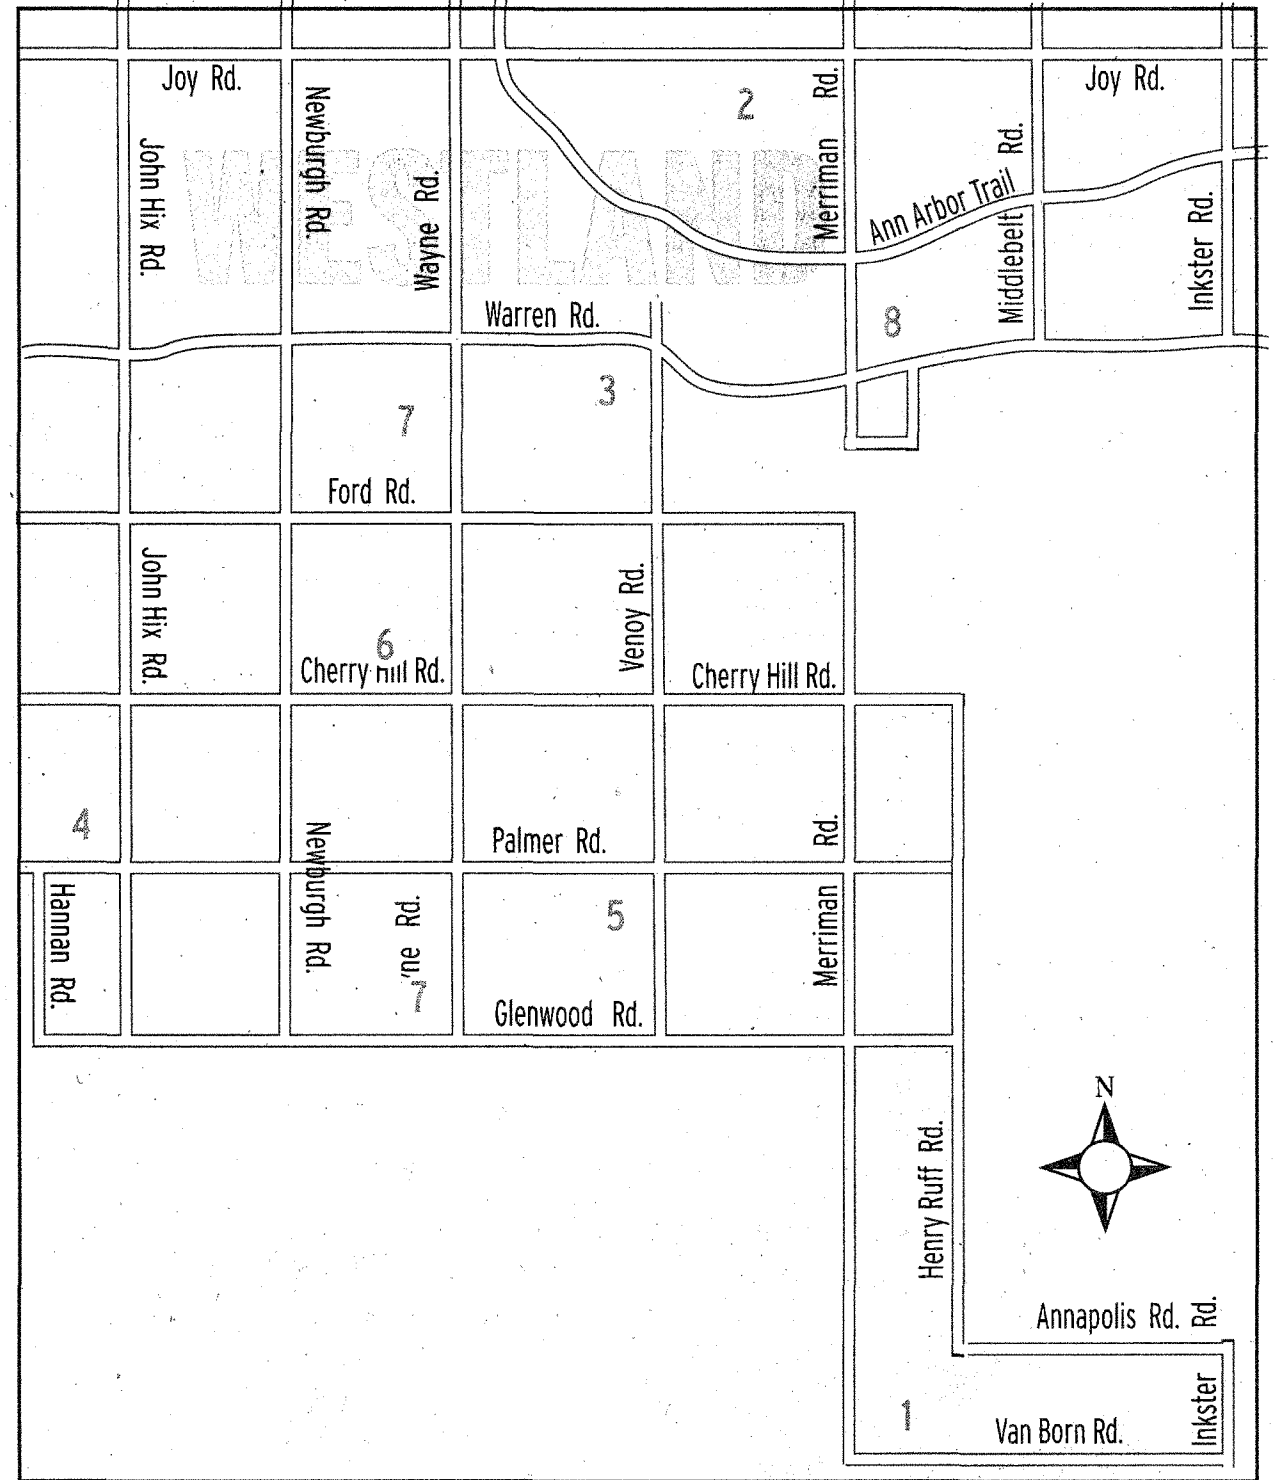 Joy Rd.
Joy Rd.
2
Merriman Rd.
Newburgh Rd.
John Hix Rd.
WESTLAND
Wayne Rd.
Ann Arbor Trail
Middlebelt Rd.
Inkster Rd.
Warren Rd.
8
3
7
Ford Rd.
John Hix Rd.
Venoy Rd.
6
Cherry Hill Rd.
Cherry Hill Rd.
4
Newburgh Rd.
Palmer Rd.
Merriman Rd.
Hannan Rd.
ne Rd.
5
7
Glenwood Rd.
N
Henry Ruff Rd.
Annapolis Rd.
Inkster Rd.
1
Van Born Rd.